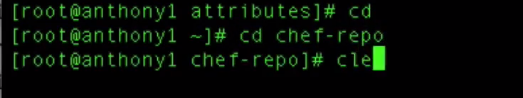 [root@anthony1 attributes]# cd
[root@anthony1 ~]# cd chef-repo
[root@anthony1 chef-repo]# cle